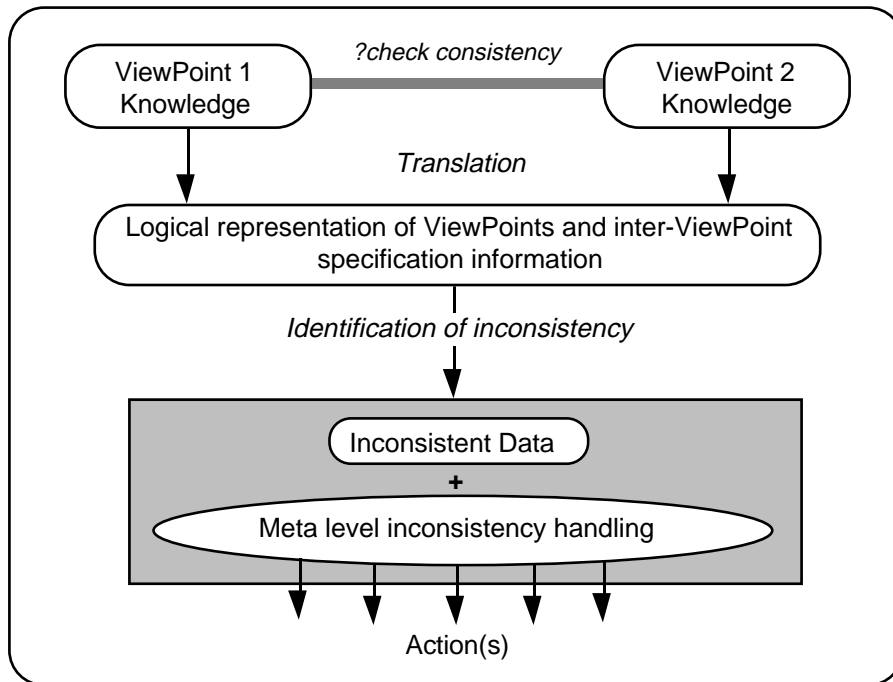 ?check consistency
ViewPoint 1
Knowledge
ViewPoint 2
Knowledge
Translation
Logical representation of ViewPoints and inter-ViewPoint
specification information
Identification of inconsistency
Inconsistent Data
+
Meta level inconsistency handling
Action(s)